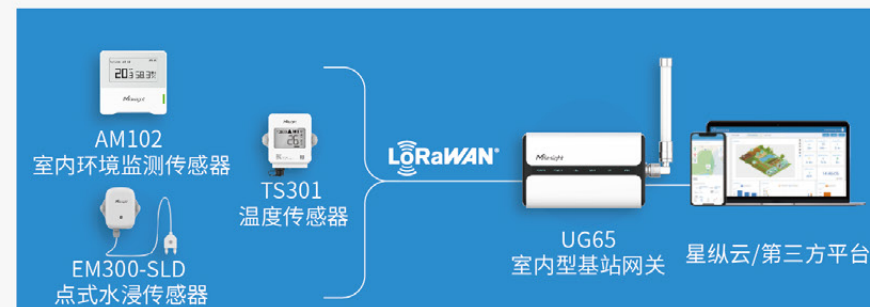 AM102
室内环境监测传感器
EM300-SLD
点式水浸传感器
TS301
温度传感器
LoRaWAN®
Milesight
UG65
室内型基站网关
星纵云/第三方平台